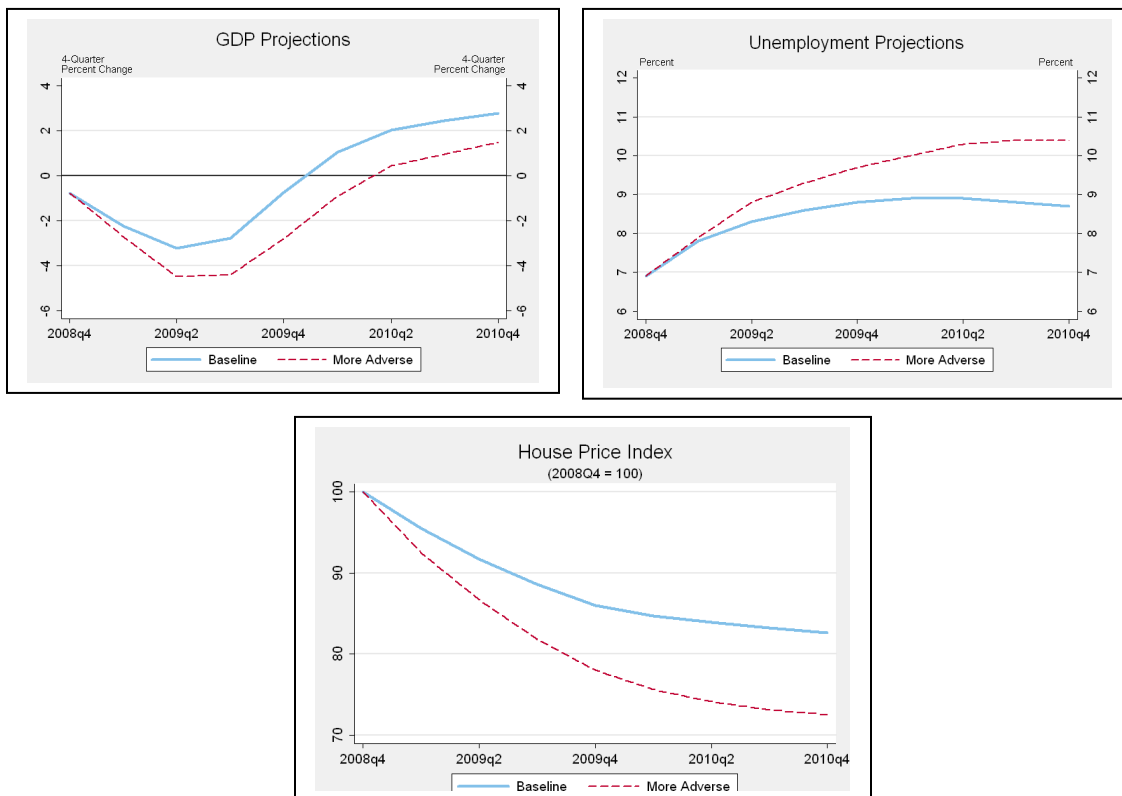 GDP Projections
4-Quarter
Percent Change
4-Quarter
Percent Change
4
2
0
-2
-4
-6
4
2
0
-2
-4
-6
2008q4 2009q2 2009q4 2010q2 2010q4
Baseline More Adverse
Unemployment Projections
Percent Percent
12
11
10
9
8
7
6
12
11
10
9
8
7
6
2008q4 2009q2 2009q4 2010q2 2010q4
Baseline More Adverse
House Price Index
(2008Q4 = 100)
100
90
80
70
2008q4 2009q2 2009q4 2010q2 2010q4
Baseline More Adverse